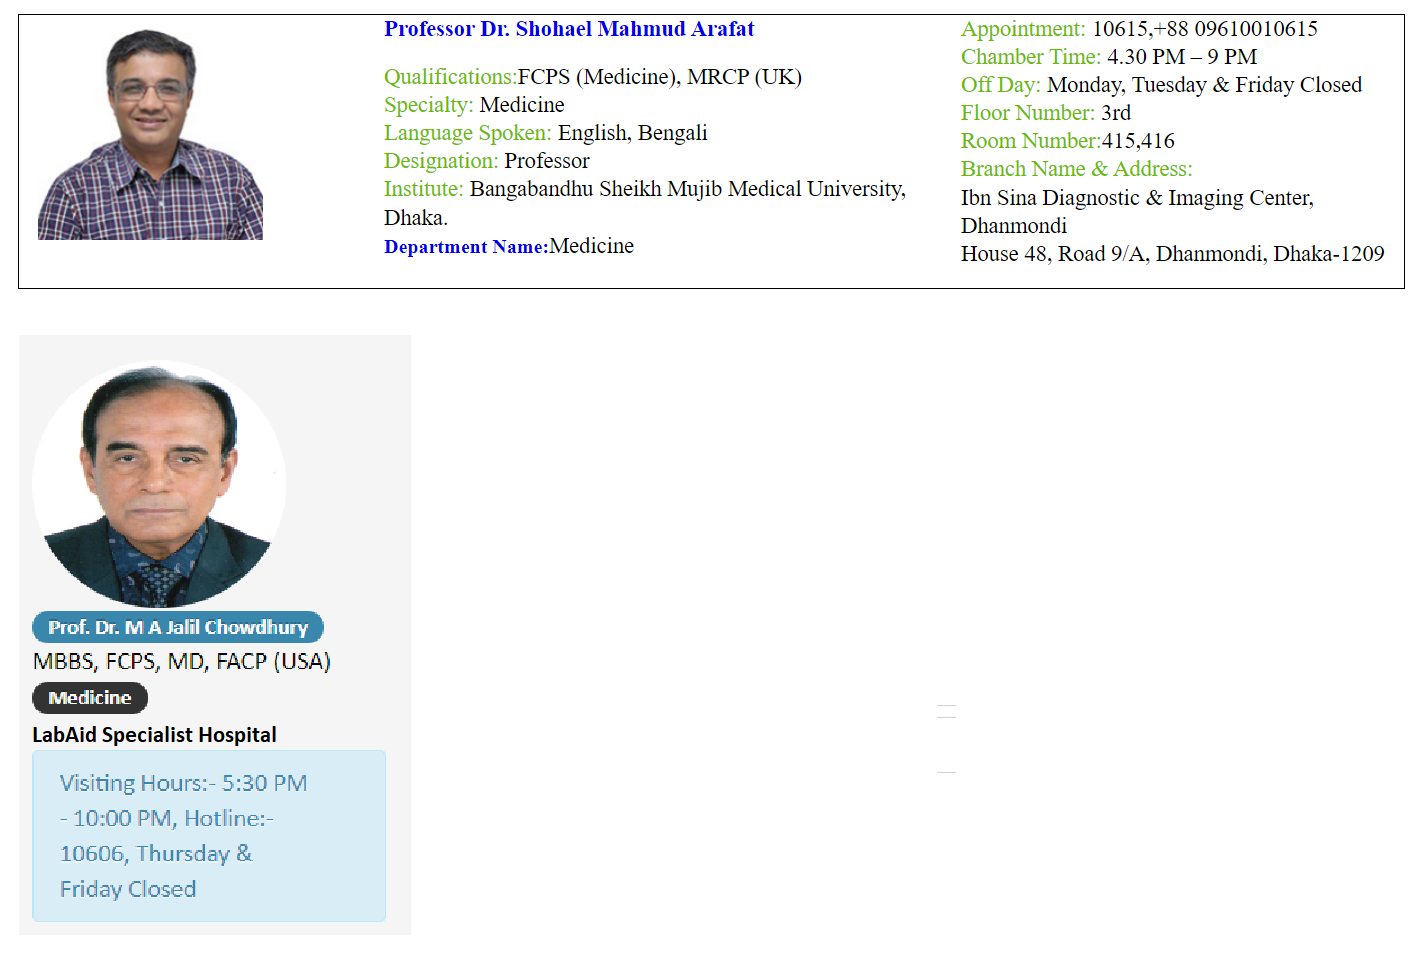 Professor Dr. Shohael Mahmud Arafat
Qualifications:FCPS (Medicine), MRCP (UK)
Specialty: Medicine
Language Spoken: English, Bengali
Designation: Professor
Institute: Bangabandhu Sheikh Mujib Medical University,
Dhaka.
Department Name:Medicine
Appointment: 10615,+88 09610010615
Chamber Time: 4.30 PM – 9 PM
Off Day: Monday, Tuesday & Friday Closed
Floor Number: 3rd
Room Number:415,416
Branch Name & Address:
Ibn Sina Diagnostic & Imaging Center,
Dhanmondi
House 48, Road 9/A, Dhanmondi, Dhaka-1209
Prof. Dr. M A Jalil Chowdhury
MBBS, FCPS, MD, FACP (USA)
Medicine
LabAid Specialist Hospital
Visiting Hours:- 5:30 PM
- 10:00 PM, Hotline:-
10606, Thursday &
Friday Closed